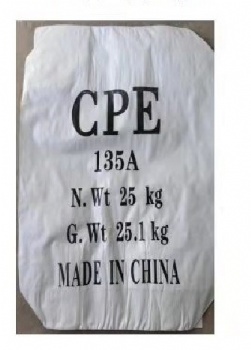 CPE
135A
N.Wt 25 kg
G.Wt 25.1 kg
MADE IN CHINA